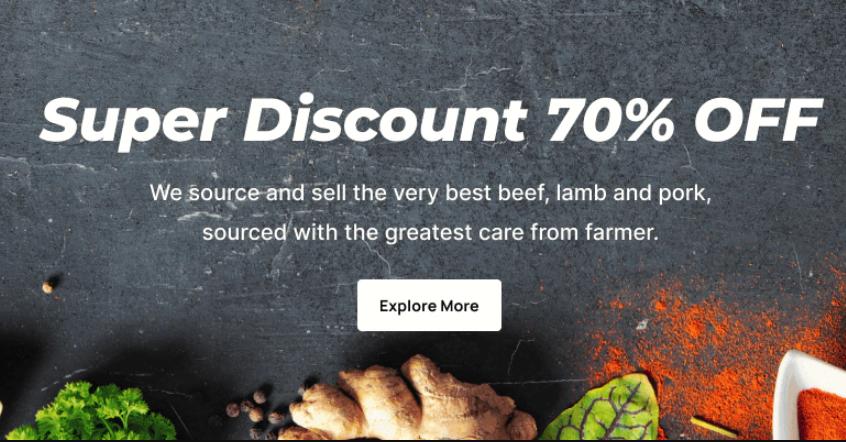 Super Discount 70% OFF
We source and sell the very best beef, lamb and pork,
sourced with the greatest care from farmer.
Explore More